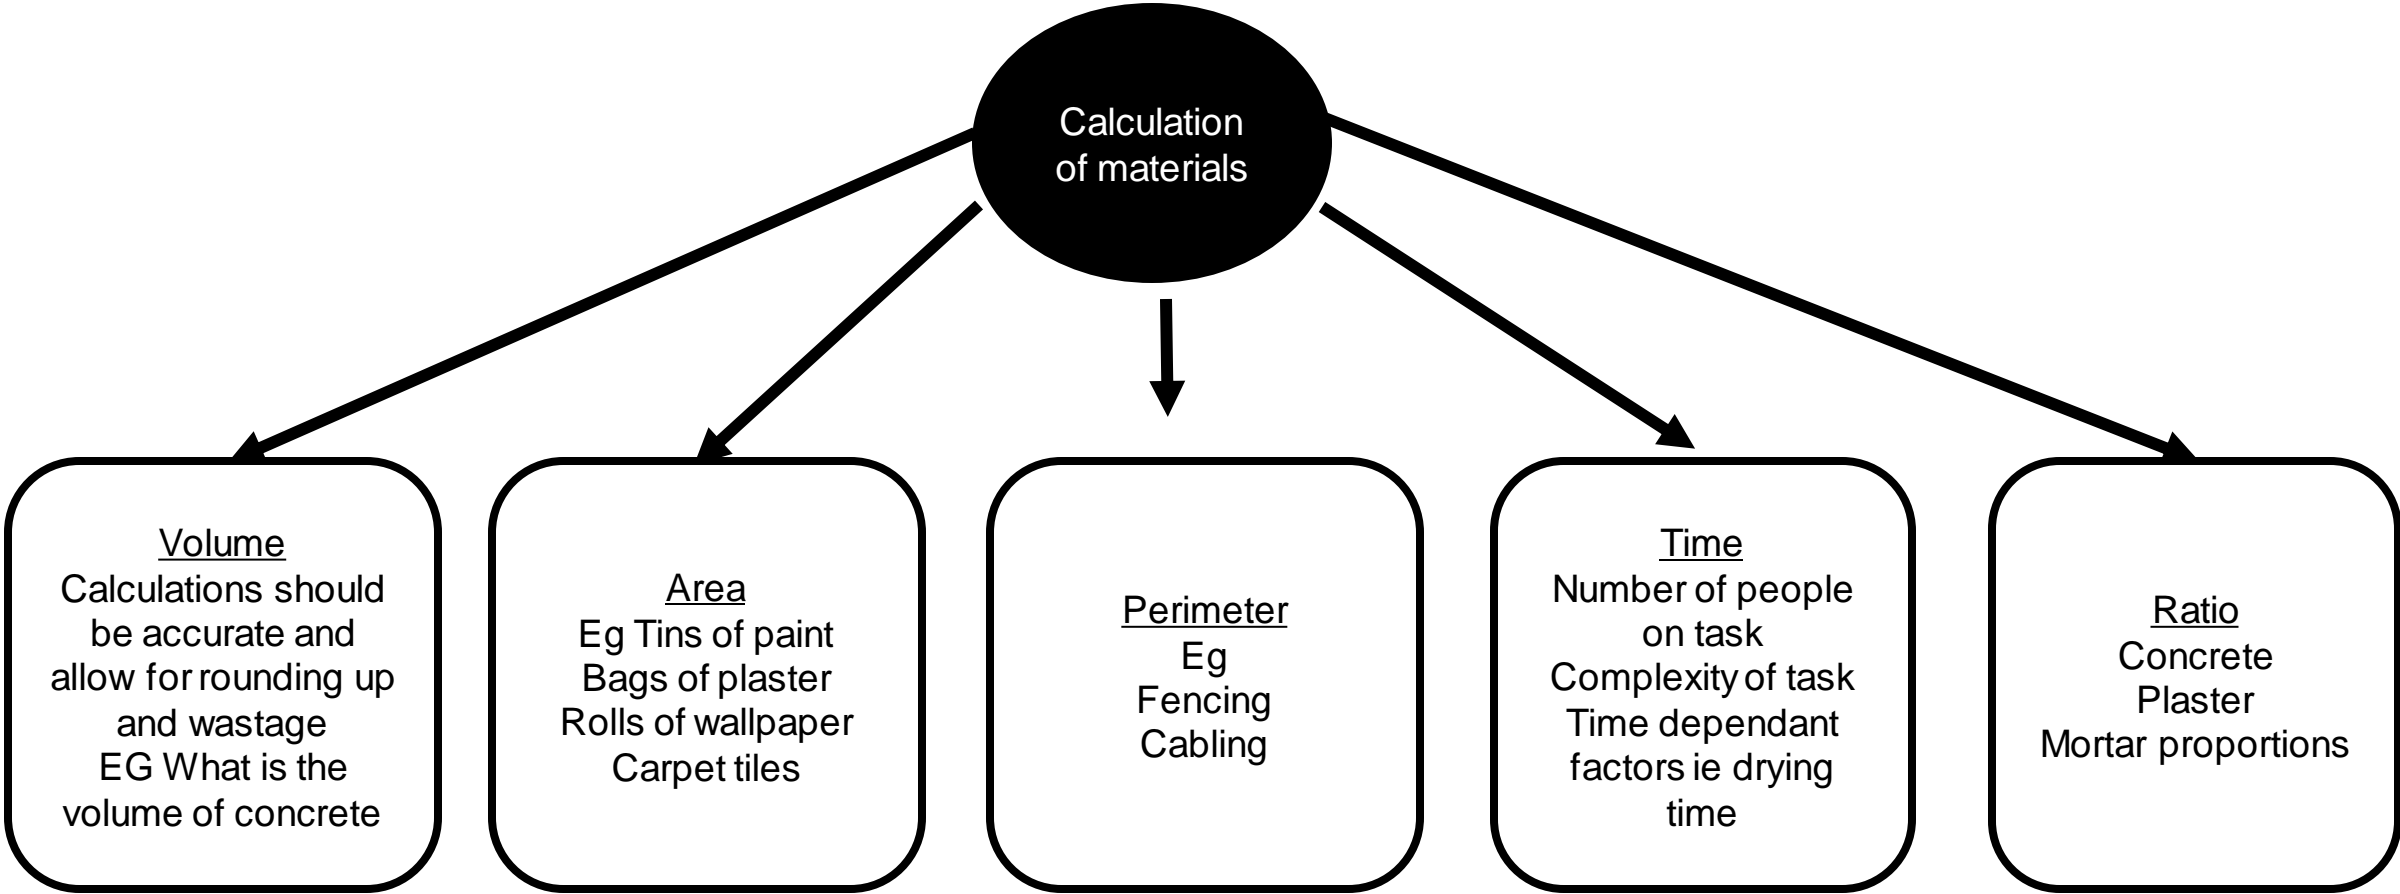 Calculation
of materials
Volume
Calculations should
be accurate and
allow for rounding up
and wastage
EG What is the
volume of concrete
Area
Eg Tins of paint
Bags of plaster
Rolls of wallpaper
Carpet tiles
Perimeter
Eg
Fencing
Cabling
Time
Number of people
on task
Complexity of task
Time dependant
factors ie drying
time
Ratio
Concrete
Plaster
Mortar proportions